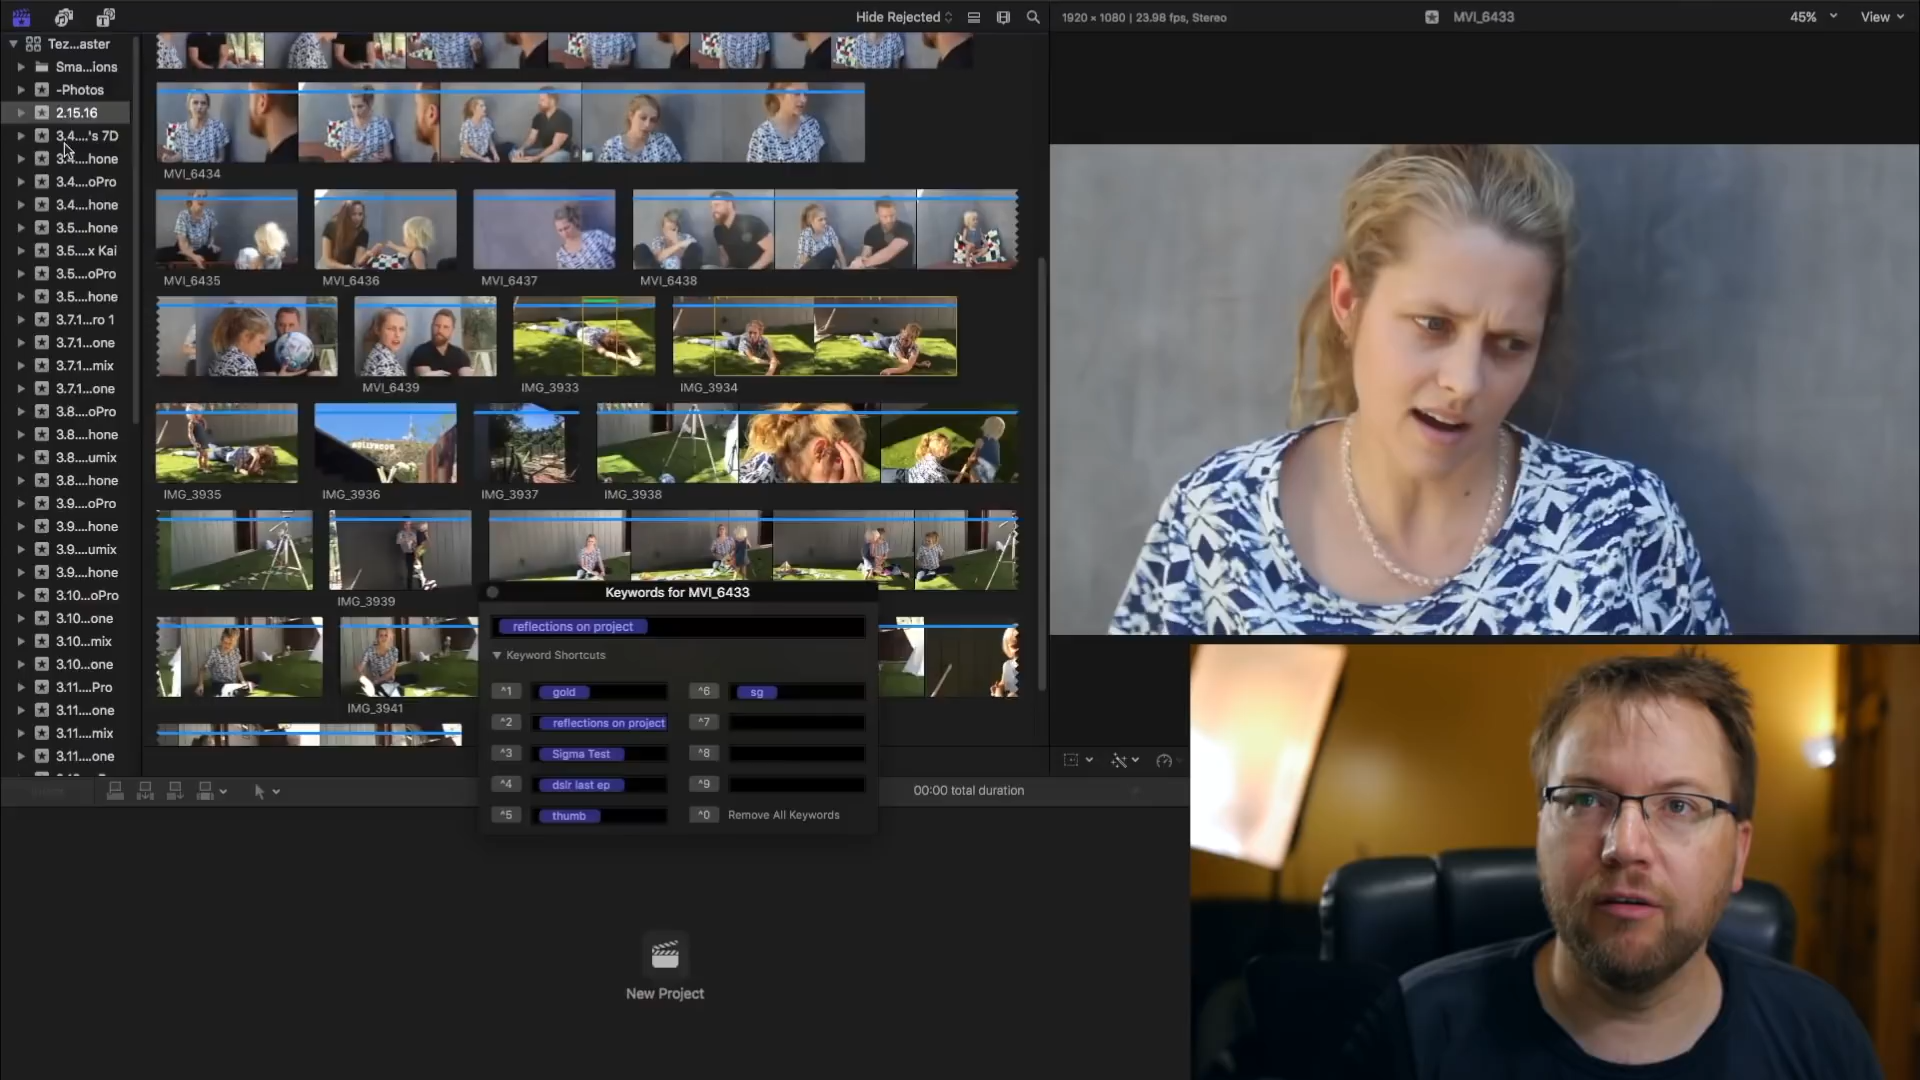 Hide Rejected
1920 × 1080 | 23.98 fps, Stereo
MVI_6433
45%
View
Tez...aster
Sma...ions
-Photos
2.15.16
3.4....'s 7D
3.4....hone
3.4....oPro
3.4....hone
3.5....hone
3.5....x Kai
3.5....oPro
3.5....hone
3.7.1...ro 1
3.7.1...one
3.7.1...mix
3.7.1...one
3.8....oPro
3.8....hone
3.8....umix
3.8....hone
3.9....oPro
3.9....hone
3.9....umix
3.9....hone
3.10...oPro
3.10...one
3.10...mix
3.10...one
3.11....Pro
3.11....one
3.11....mix
3.11....one
MVI_6434
MVI_6435
MVI_6436
MVI_6437
MVI_6438
MVI_6439
IMG_3933
IMG_3934
HOLLYWOOD
IMG_3935
IMG_3936
IMG_3937
IMG_3938
IMG_3939
IMG_3941
Keywords for MVI_6433
reflections on project
Keyword Shortcuts
^1 gold
^2 reflections on project
^3 Sigma Test
^4 dslr last ep
^5 thumb
^6 sg
^7
^8
^9
^0 Remove All Keywords
00:00 total duration
New Project